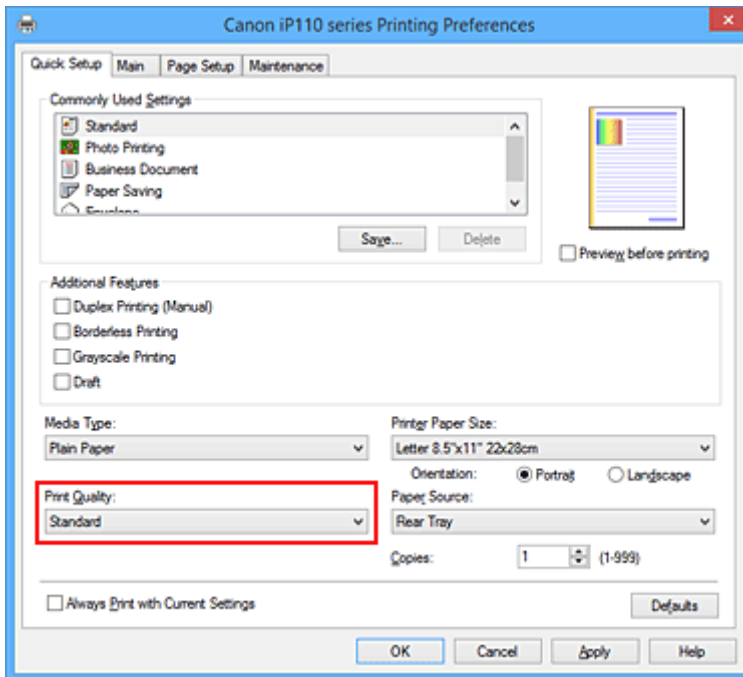 Canon iP110 series Printing Preferences
Quick Setup Main Page Setup Maintenance
Commonly Used Settings
Standard
Photo Printing
Business Document
Paper Saving
Envelope
Save... Delete
Preview before printing
Additional Features
Duplex Printing (Manual)
Borderless Printing
Grayscale Printing
Draft
Media Type: Printer Paper Size:
Plain Paper Letter 8.5"x11" 22x28cm
Orientation: Portrait Landscape
Print Quality: Paper Source:
Standard Rear Tray
Copies: 1 (1-999)
Always Print with Current Settings Defaults
OK Cancel Apply Help